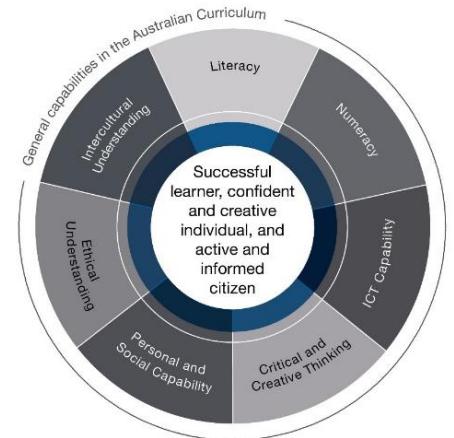 General capabilities in the Australian Curriculum
Literacy
Numeracy
ICT Capability
Critical and
Creative Thinking
Personal and
Social Capability
Ethical
Understanding
Intercultural
Understanding
Successful
learner, confident
and creative
individual, and
active and
informed
citizen